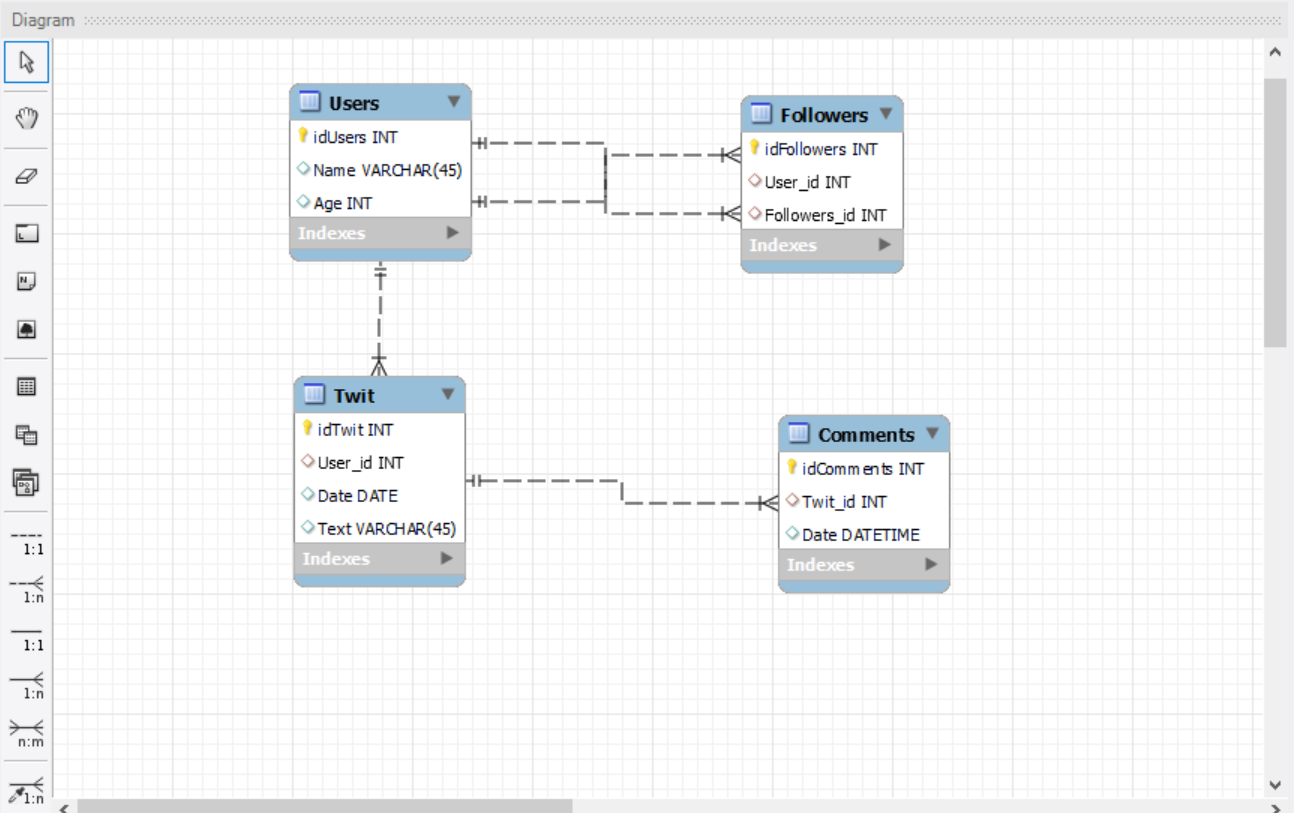 Diagram
Users
idUsers INT
Name VARCHAR(45)
Age INT
Indexes
Followers
idFollowers INT
User_id INT
Followers_id INT
Indexes
Twit
idTwit INT
User_id INT
Date DATE
Text VARCHAR(45)
Indexes
Comments
idComments INT
Twit_id INT
Date DATETIME
Indexes
1:1
1:n
1:1
1:n
n:m
1:n